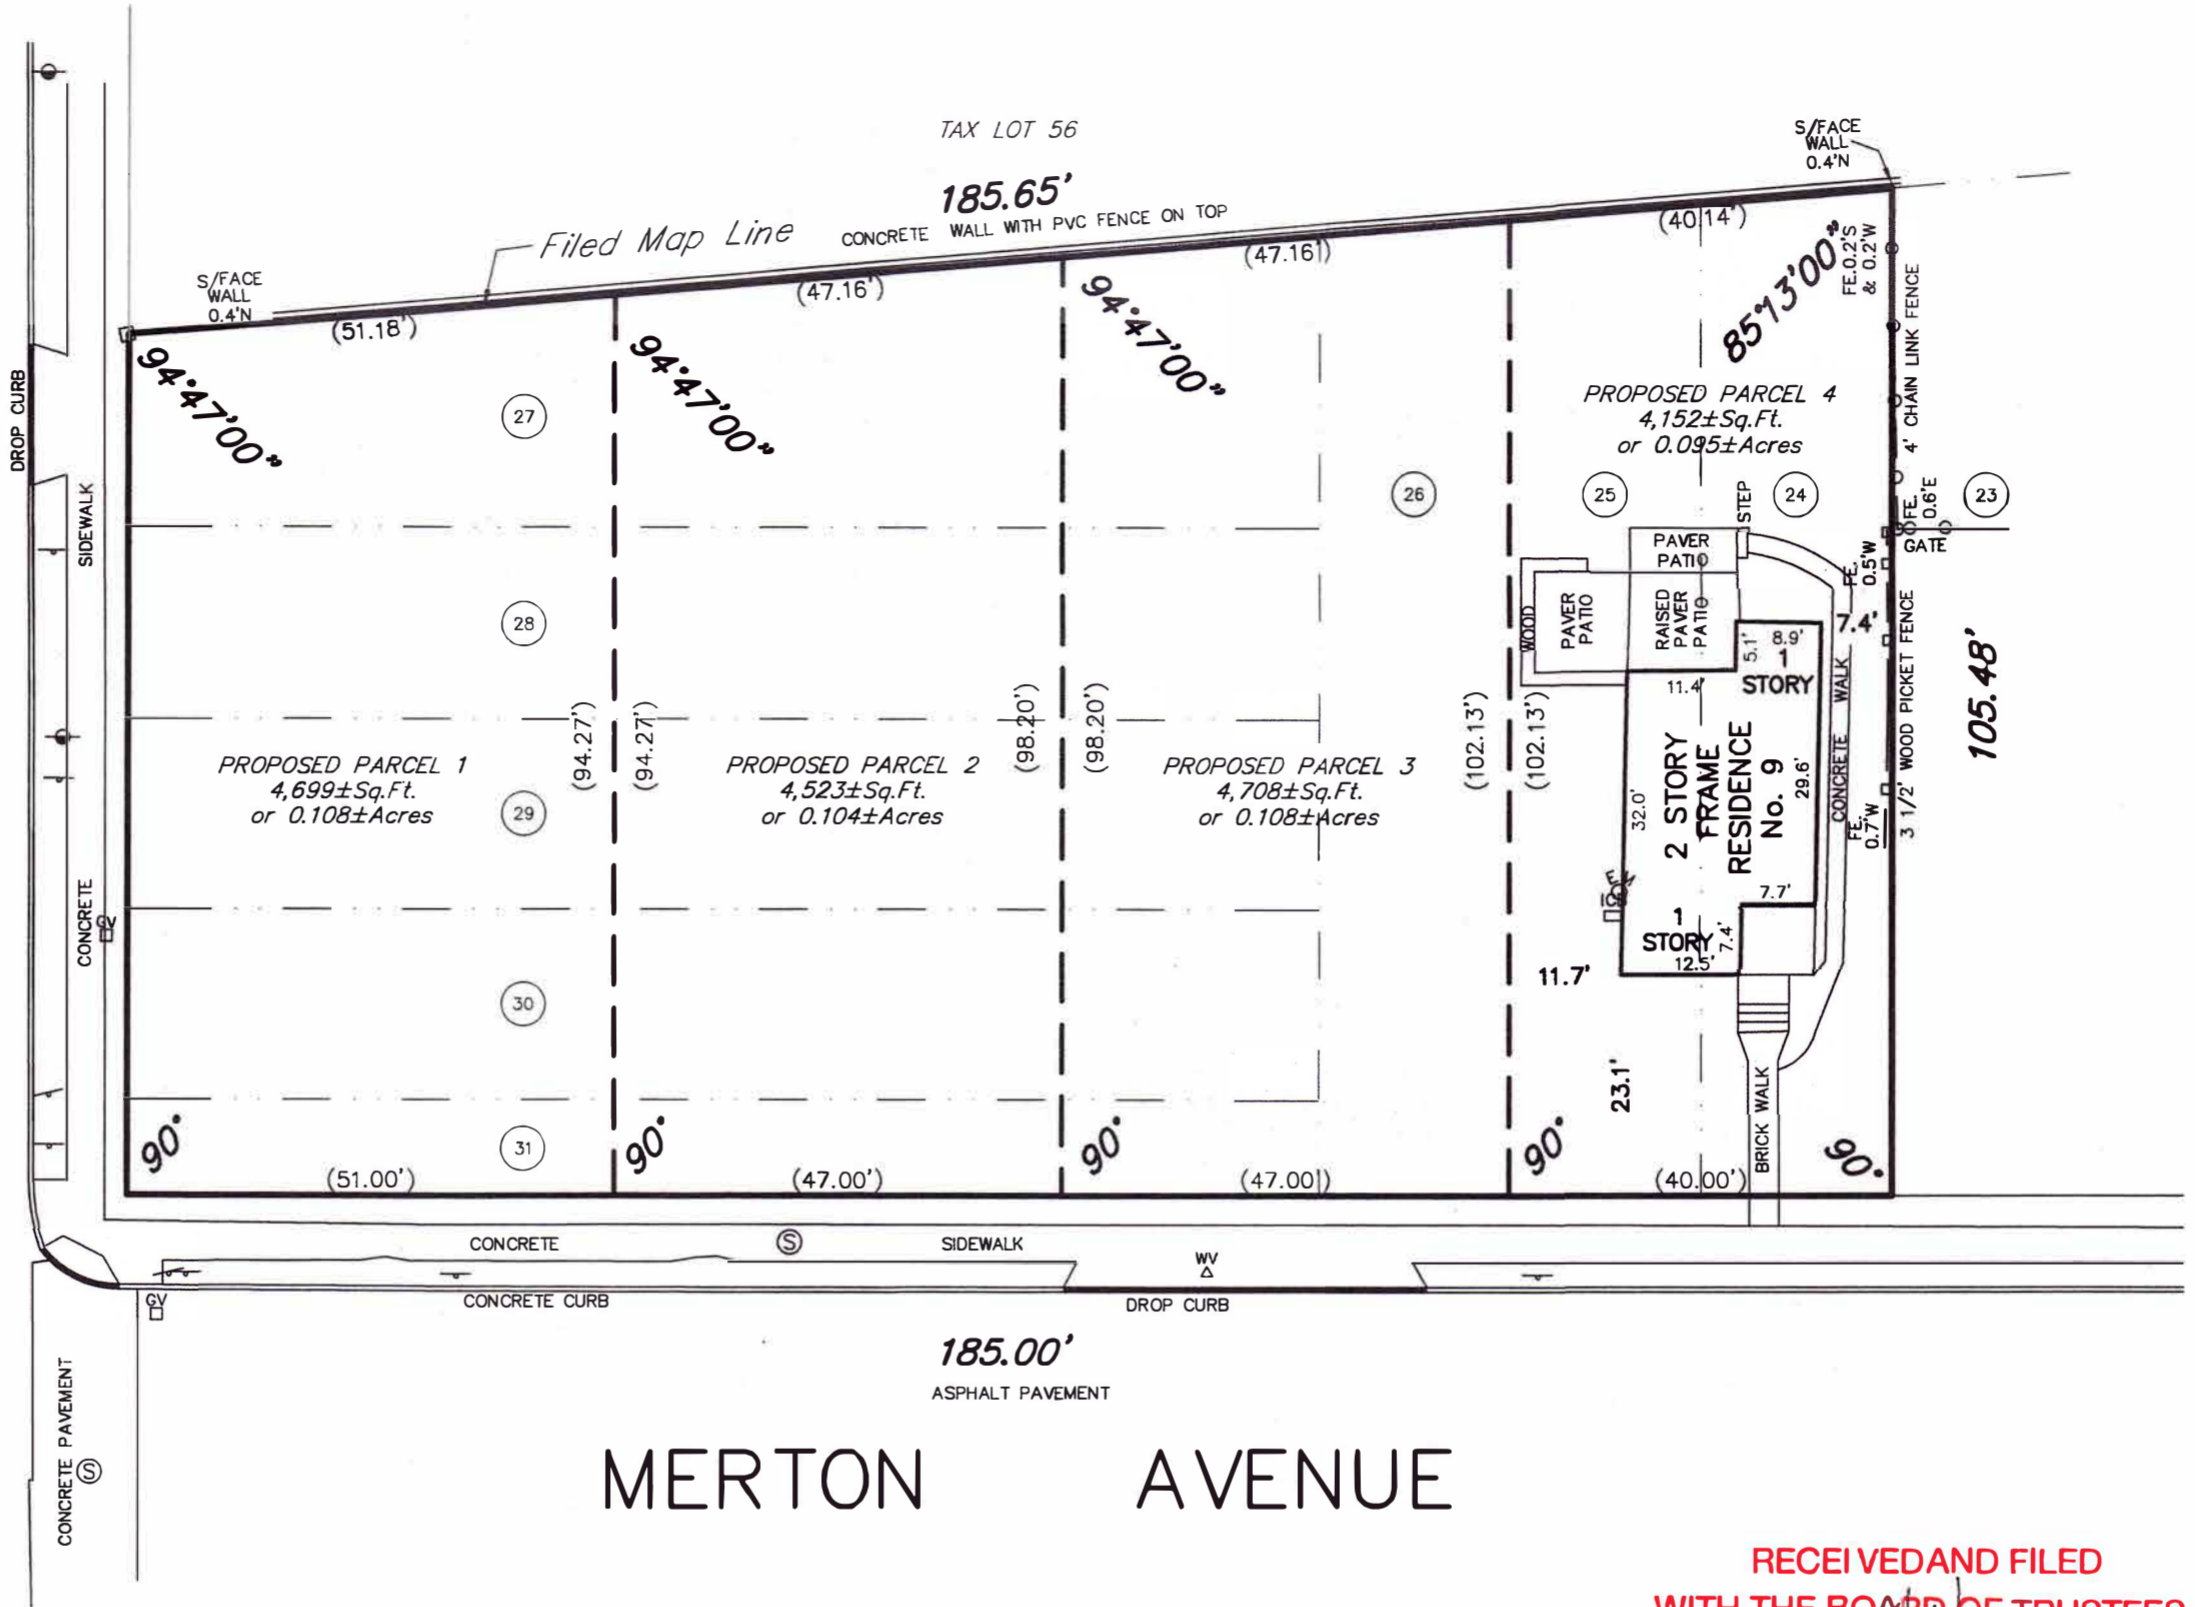 TAX LOT 56
185.65'
Filed Map Line
CONCRETE WALL WITH PVC FENCE ON TOP
S/FACE
WALL
0.4'N
S/FACE
WALL
0.4'N
(51.18')
(47.16')
(47.16')
(40.14')
94°47'00"
94°47'00"
94°47'00"
85°13'00"
FE.0.2'S
& 0.2'W
4' CHAIN LINK FENCE
DROP CURB
SIDEWALK
CONCRETE
GV
27
28
29
30
31
26
25
24
23
PROPOSED PARCEL 4
4,152±Sq.Ft.
or 0.095±Acres
STEP
FE.
0.6'E
GATE
FE.
0.5'W
PAVER
PATIO
WOOD
PAVER
PATIO
RAISED
PAVER
PATIO
5.1'
8.9'
1
STORY
7.4'
11.4'
3 1/2' WOOD PICKET FENCE
105.48'
CONCRETE WALK
(94.27')
(94.27')
(98.20')
(98.20')
(102.13')
(102.13')
PROPOSED PARCEL 1
4,699±Sq.Ft.
or 0.108±Acres
PROPOSED PARCEL 2
4,523±Sq.Ft.
or 0.104±Acres
PROPOSED PARCEL 3
4,708±Sq.Ft.
or 0.108±Acres
32.0'
2 STORY
FRAME
RESIDENCE
No. 9
29.6'
FE.
0.7'W
7.7'
1
STORY
7.4'
12.5'
11.7'
23.1'
BRICK WALK
90°
90°
90°
90°
90°
(51.00')
(47.00')
(47.00')
(40.00')
CONCRETE
S
SIDEWALK
WV
GV
CONCRETE CURB
DROP CURB
185.00'
ASPHALT PAVEMENT
CONCRETE PAVEMENT
S
MERTON AVENUE
RECEIVEDAND FILED
WITH THE BOARD OF TRUSTEES